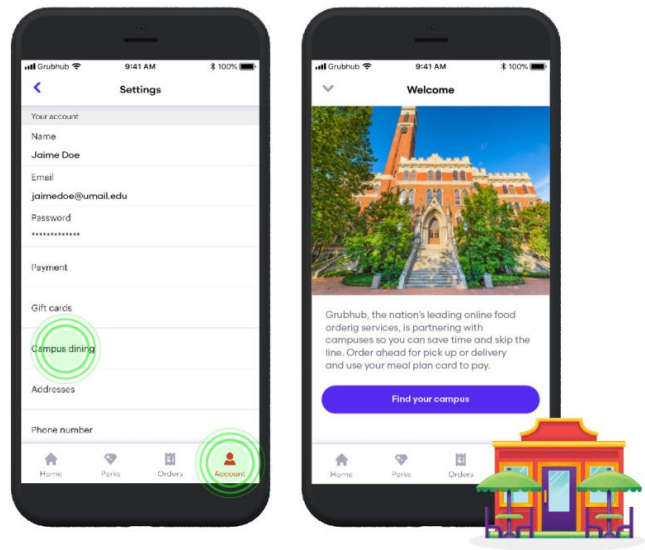 Grubhub 9:41 AM 100%
Settings
Your account
Name
Jaime Doe
Email
jaimedoe@umail.edu
Password
*************
Payment
Gift cards
Campus dining
Addresses
Phone number
Home Perks Orders Account
Grubhub 9:41 AM 100%
Welcome
Grubhub, the nation's leading online food
orderig services, is partnering with
campuses so you can save time and skip the
line. Order ahead for pick up or delivery
and use your meal plan card to pay.
Find your campus
Home Perks Orders